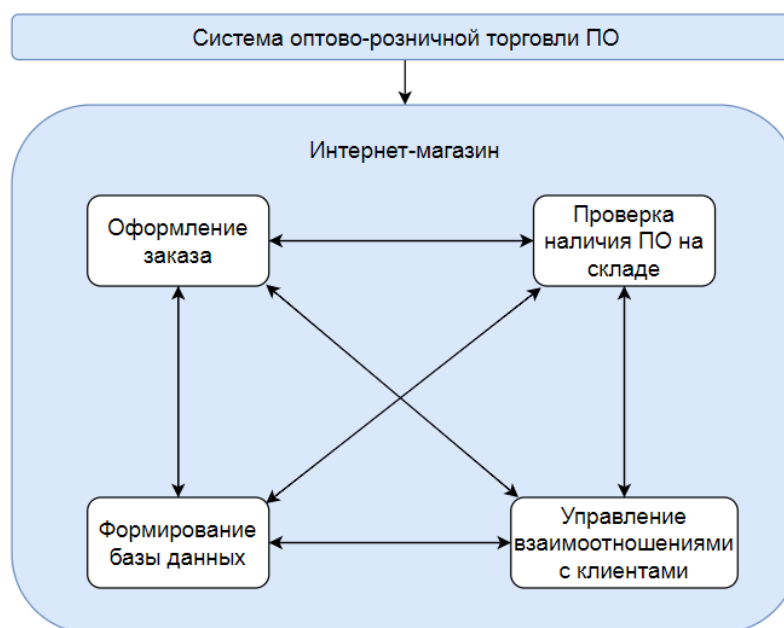 Система оптово-розничной торговли ПО
Интернет-магазин
Оформление
заказа
Проверка
наличия ПО на
складе
Формирование
базы данных
Управление
взаимоотношениями
с клиентами